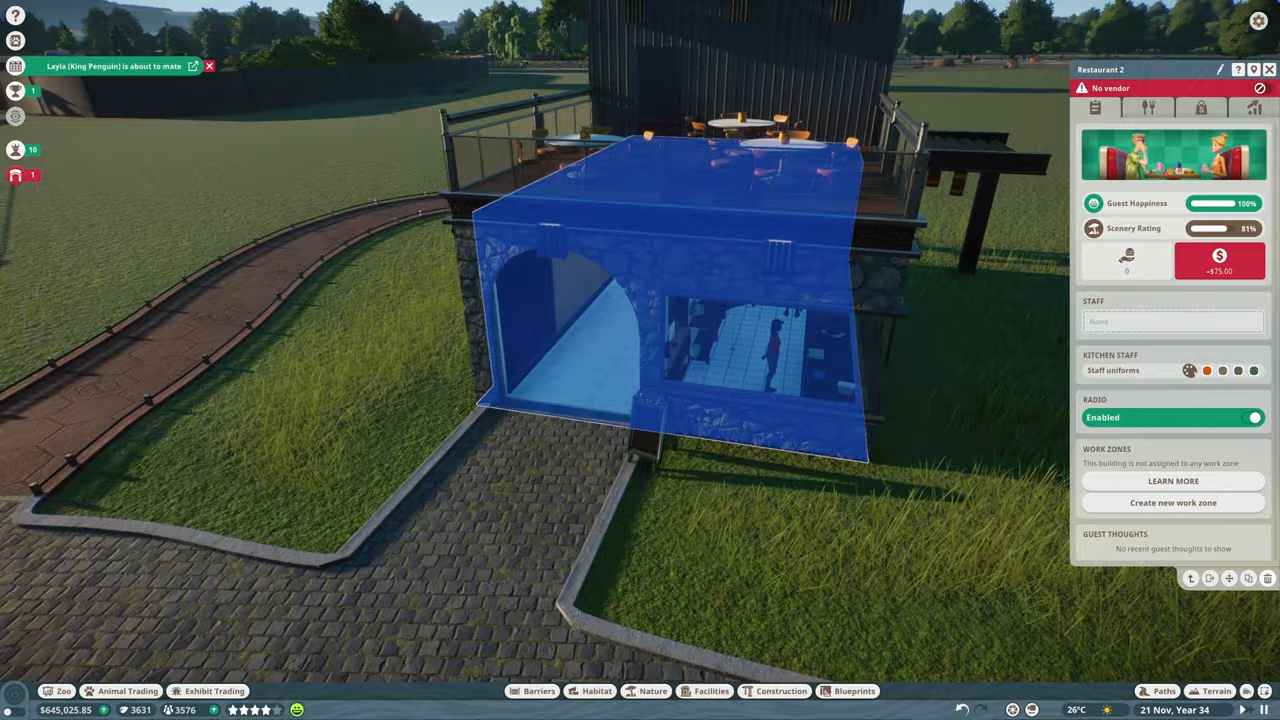 Layla (King Penguin) is about to mate
1
10
1
Restaurant 2
No vendor
Guest Happiness
100%
Scenery Rating
81%
0
-$75.00
STAFF
None
KITCHEN STAFF
Staff uniforms
RADIO
Enabled
WORK ZONES
This building is not assigned to any work zone
LEARN MORE
Create new work zone
GUEST THOUGHTS
No recent guest thoughts to show
Zoo
Animal Trading
Exhibit Trading
Barriers
Habitat
Nature
Facilities
Construction
Blueprints
Paths
Terrain
$645,025.85
3631
3576
26°C
21 Nov, Year 34